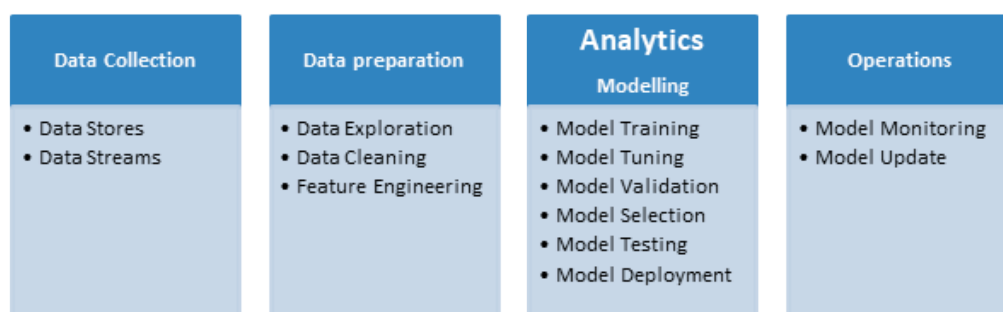 Data Collection
• Data Stores
• Data Streams
Data preparation
• Data Exploration
• Data Cleaning
• Feature Engineering
Analytics
Modelling
• Model Training
• Model Tuning
• Model Validation
• Model Selection
• Model Testing
• Model Deployment
Operations
• Model Monitoring
• Model Update